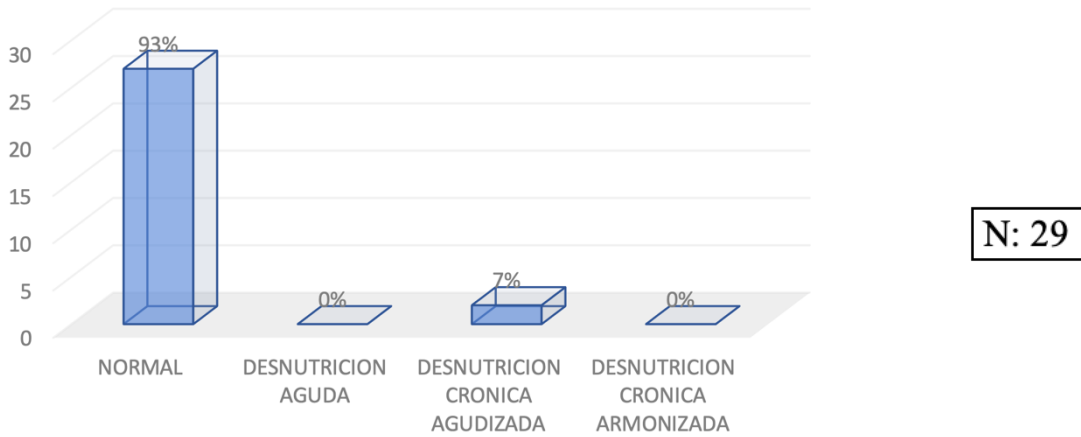 30
25
20
15
10
5
0
93%
0%
7%
0%
NORMAL
DESNUTRICION
AGUDA
DESNUTRICION
CRONICA
AGUDIZADA
DESNUTRICION
CRONICA
ARMONIZADA
N: 29